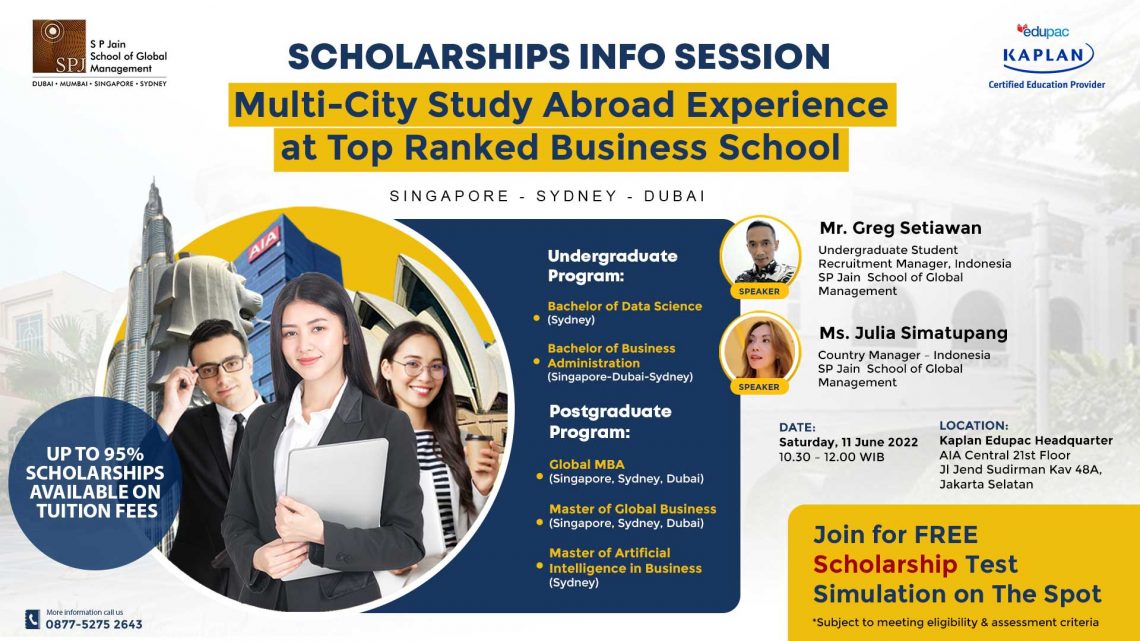 SPJ
S P Jain
School of Global
Management
DUBAI • MUMBAI • SINGAPORE • SYDNEY
SCHOLARSHIPS INFO SESSION
Multi-City Study Abroad Experience
at Top Ranked Business School
SINGAPORE - SYDNEY - DUBAI
edupac
KAPLAN
Certified Education Provider
AIA
UP TO 95%
SCHOLARSHIPS
AVAILABLE ON
TUITION FEES
More information call us
0877-5275 2643
Undergraduate
Program:
• Bachelor of Data Science
(Sydney)
• Bachelor of Business
Administration
(Singapore-Dubai-Sydney)
Postgraduate
Program:
• Global MBA
(Singapore, Sydney, Dubai)
• Master of Global Business
(Singapore, Sydney, Dubai)
• Master of Artificial
Intelligence in Business
(Sydney)
SPEAKER
Mr. Greg Setiawan
Undergraduate Student
Recruitment Manager, Indonesia
SP Jain School of Global
Management
SPEAKER
Ms. Julia Simatupang
Country Manager – Indonesia
SP Jain School of Global
Management
DATE:
Saturday, 11 June 2022
10.30 – 12.00 WIB
LOCATION:
Kaplan Edupac Headquarter
AIA Central 21st Floor
Jl Jend Sudirman Kav 48A,
Jakarta Selatan
Join for FREE
Scholarship Test
Simulation on The Spot
*Subject to meeting eligibility & assessment criteria